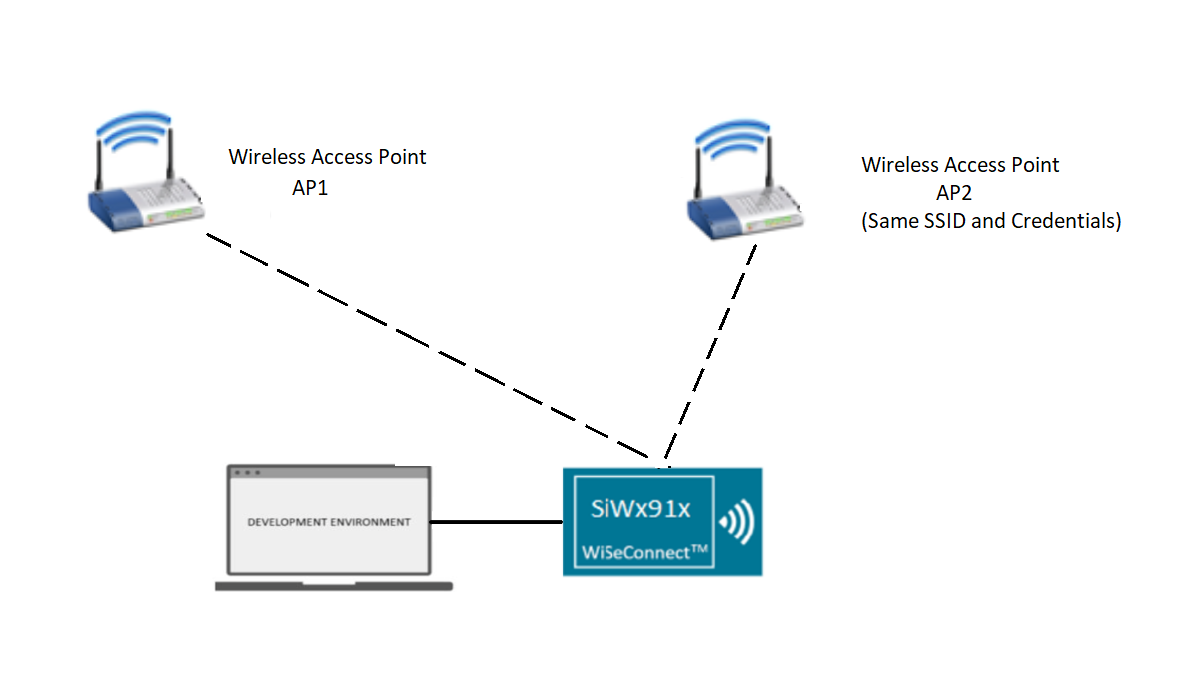 Wireless Access Point
AP1
Wireless Access Point
AP2
(Same SSID and Credentials)
DEVELOPMENT ENVIRONMENT
SiWx91x
WiSeConnect™